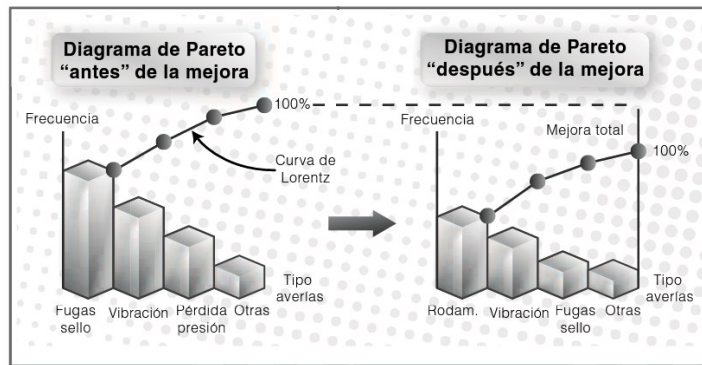 Diagrama de Pareto
“antes” de la mejora
Frecuencia
100%
Curva de
Lorentz
Tipo
averías
Fugas
sello
Vibración
Pérdida
presión
Otras
Diagrama de Pareto
“después” de la mejora
Frecuencia
Mejora total
100%
Tipo
averías
Rodam.
Vibración
Fugas
sello
Otras